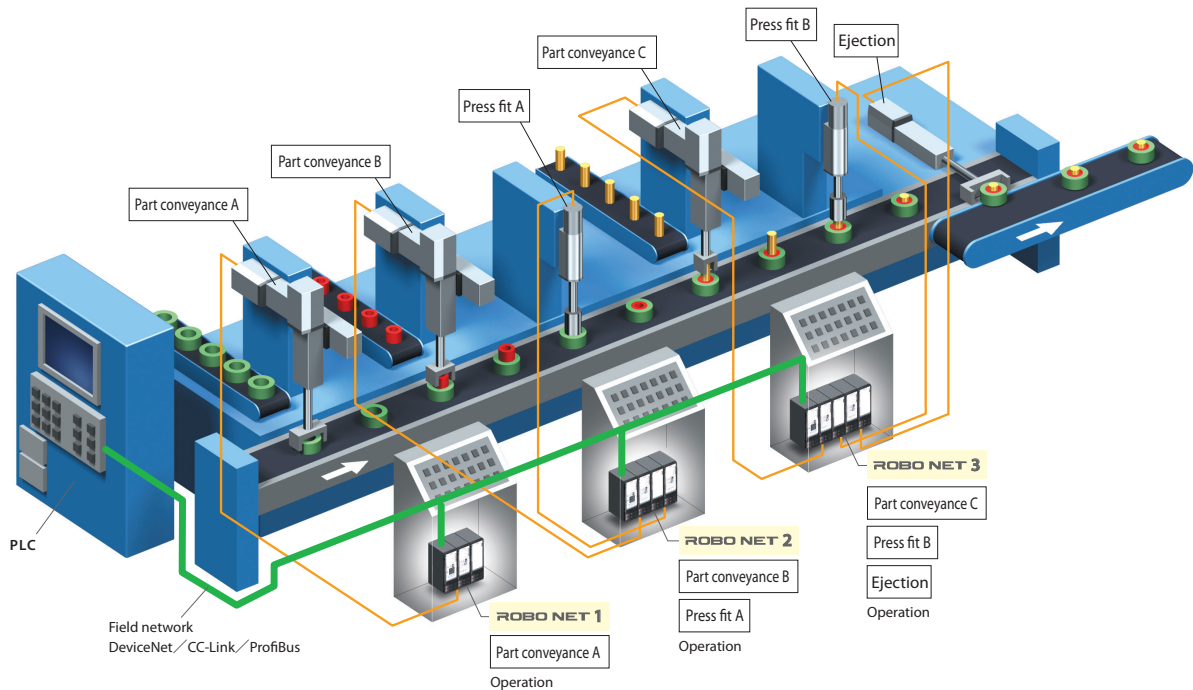 Press fit B
Ejection
Part conveyance C
Press fit A
Part conveyance B
Part conveyance A
PLC
Field network
DeviceNet／CC-Link／ProfiBus
ROBO NET 1
Part conveyance A
Operation
ROBO NET 2
Part conveyance B
Press fit A
Operation
ROBO NET 3
Part conveyance C
Press fit B
Ejection
Operation